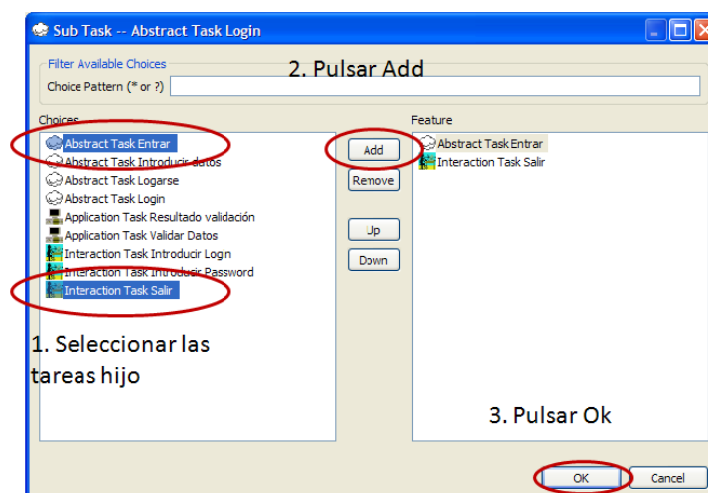 Sub Task -- Abstract Task Login
Filter Available Choices
2. Pulsar Add
Choice Pattern (* or ?)
Choices
Feature
Abstract Task Entrar
Abstract Task Introducir datos
Abstract Task Logarse
Abstract Task Login
Application Task Resultado validación
Application Task Validar Datos
Interaction Task Introducir Logn
Interaction Task Introducir Password
Interaction Task Salir
Add
Remove
Up
Down
Abstract Task Entrar
Interaction Task Salir
1. Seleccionar las
tareas hijo
3. Pulsar Ok
OK
Cancel